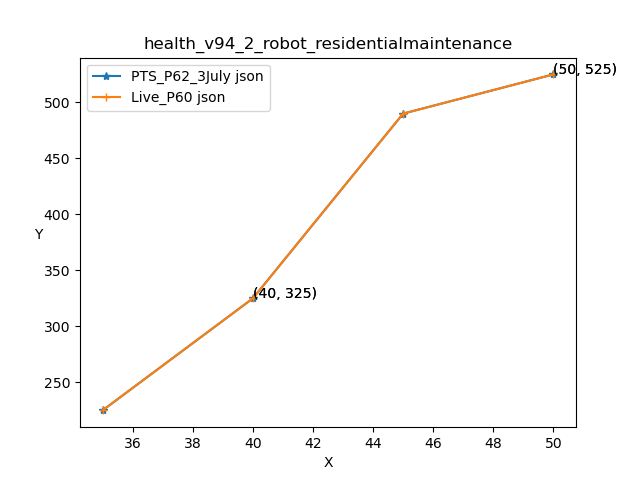 health_v94_2_robot_residentialmaintenance
PTS_P62_3July json
Live_P60 json
(50, 525)
(40, 325)
Y
500
450
400
350
300
250
36 38 40 42 44 46 48 50
X